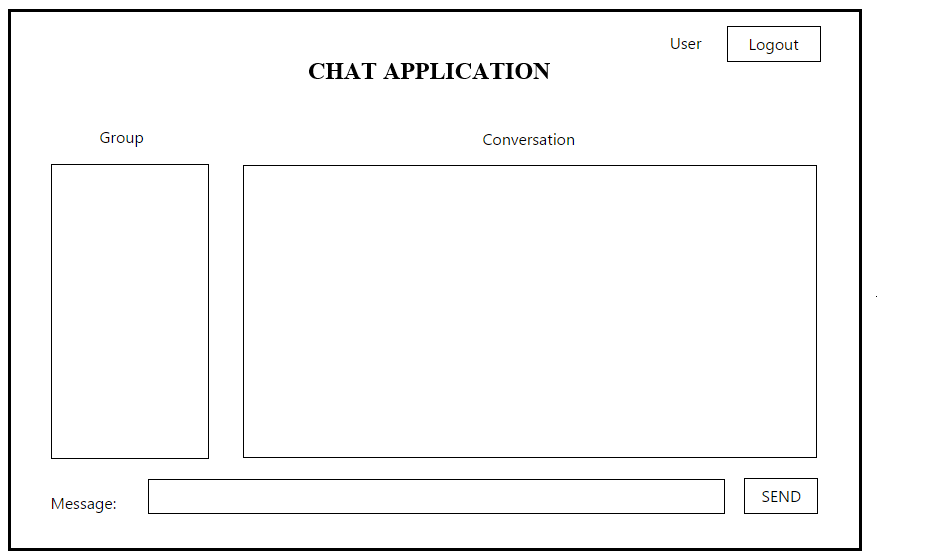 User
Logout
CHAT APPLICATION
Group
Conversation
Message:
SEND